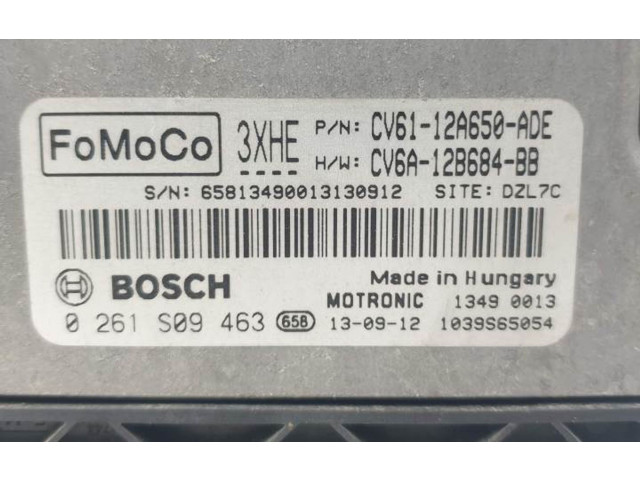 FoMoCo 3XHE P/N: CV61-12A650-ADE
H/W: CV6A-12B684-BB
S/N: 65813490013130912 SITE: DZL7C
BOSCH Made in Hungary
MOTRONIC 1349 0013
0 261 S09 463 658 13-09-12 1039S65054